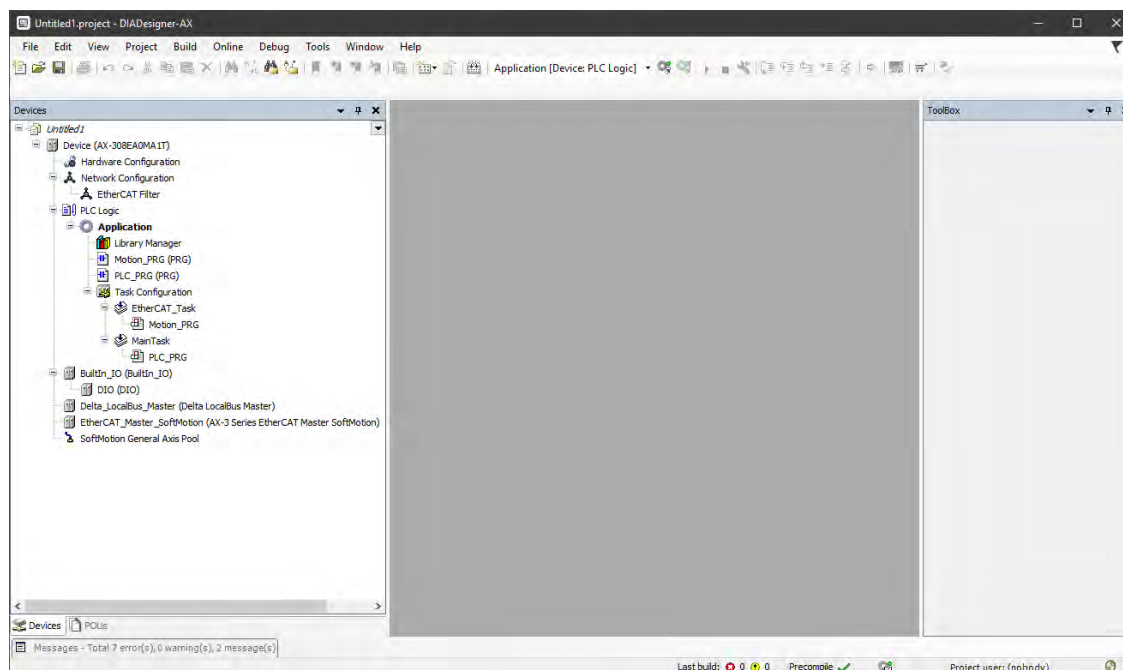 Untitled1.project - DIADesigner-AX
File Edit View Project Build Online Debug Tools Window Help
Application [Device: PLC Logic]
Devices
ToolBox
Untitled1
Device (AX-308EA0MA1T)
Hardware Configuration
Network Configuration
EtherCAT Filter
PLC Logic
Application
Library Manager
Motion_PRG (PRG)
PLC_PRG (PRG)
Task Configuration
EtherCAT_Task
Motion_PRG
MainTask
PLC_PRG
BuiltIn_IO (BuiltIn_IO)
DIO (DIO)
Delta_LocalBus_Master (Delta LocalBus Master)
EtherCAT_Master_SoftMotion (AX-3 Series EtherCAT Master SoftMotion)
SoftMotion General Axis Pool
Devices POUs
Messages - Total 7 error(s), 0 warning(s), 2 message(s)
Last build: 0 0 Precompile Project user: (nobody)